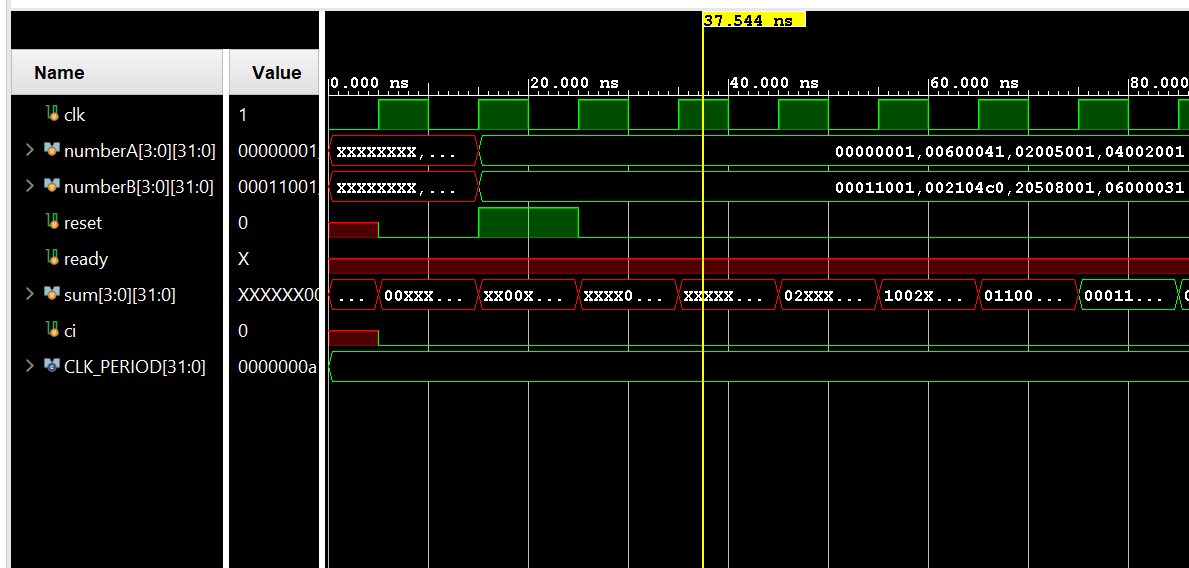 37.544 ns
Name Value 0.000 ns 20.000 ns 40.000 ns 60.000 ns 80.000
clk 1
numberA[3:0][31:0] 00000001, XXXXXXXX,... 00000001,00600041,02005001,04002001
numberB[3:0][31:0] 00011001, XXXXXXXX,... 00011001,002104c0,20508001,06000031
reset 0
ready X
sum[3:0][31:0] XXXXXX00 ... 00XXX... XX00X... XXXX0... XXXXX... 02XXX... 1002X... 01100... 00011...
ci 0
CLK_PERIOD[31:0] 0000000a